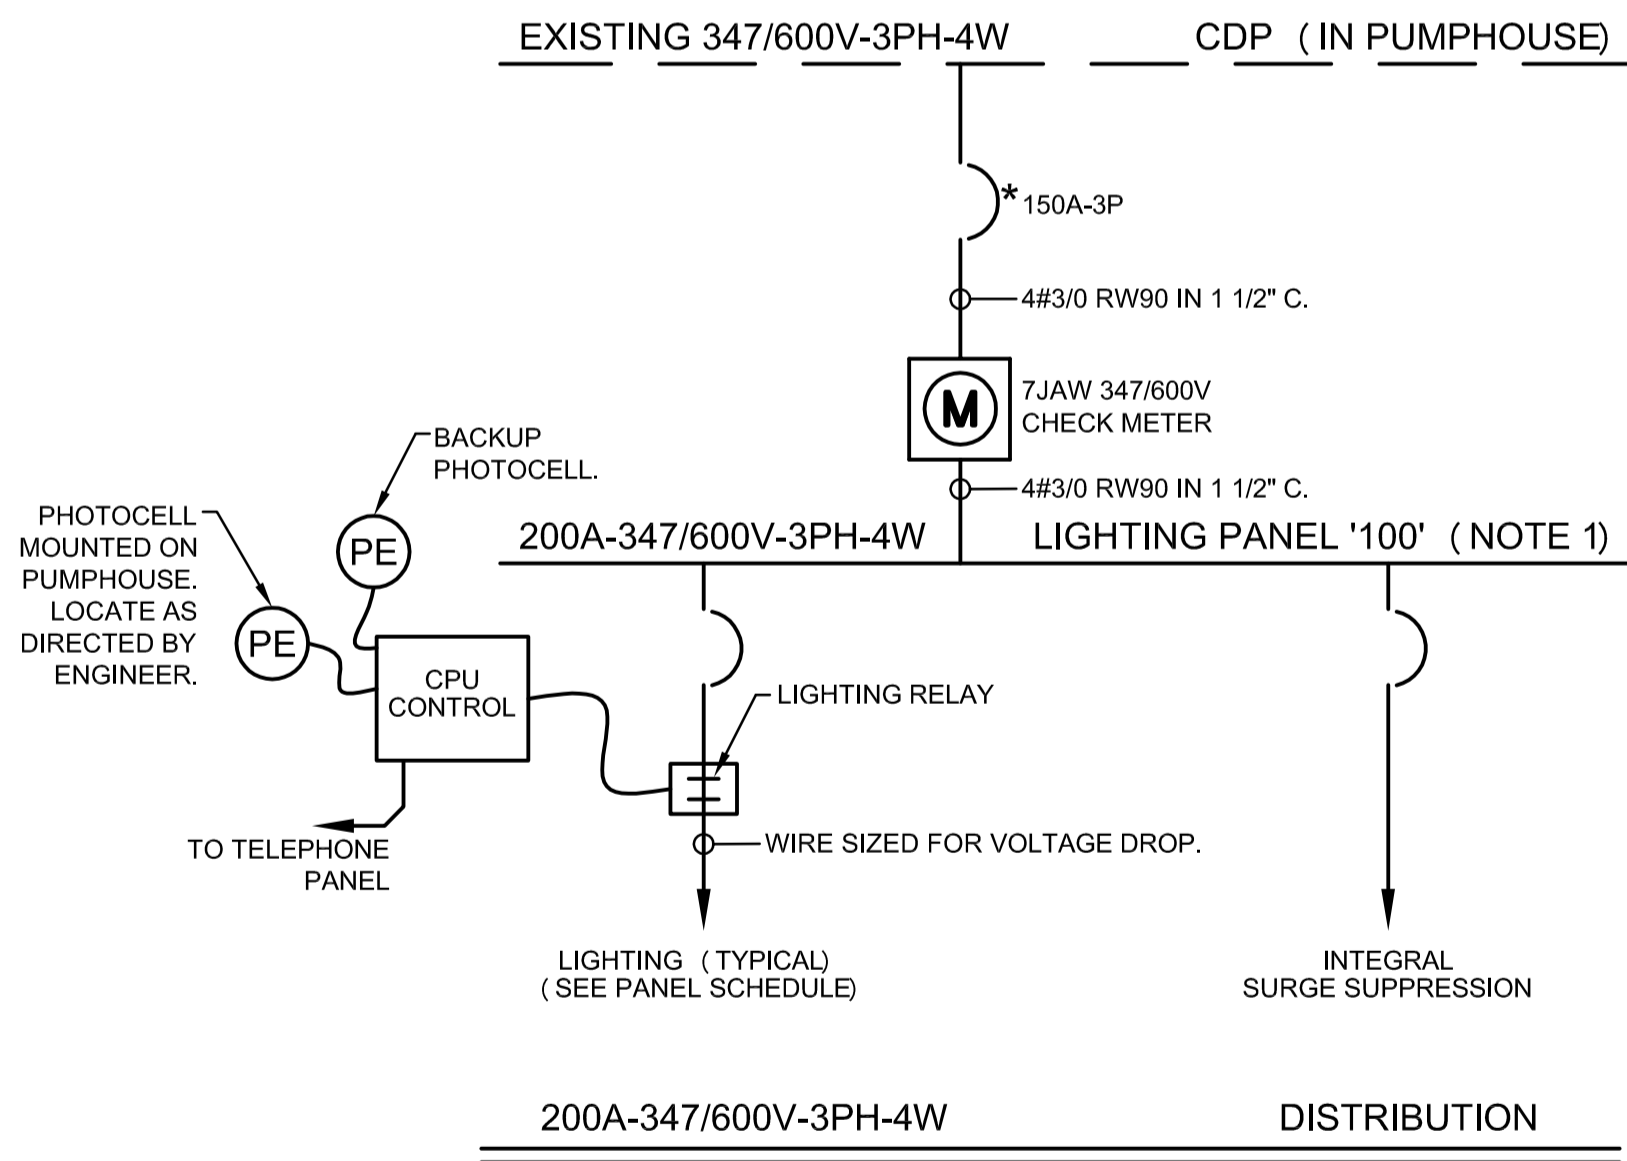 EXISTING 347/600V-3PH-4W CDP (IN PUMPHOUSE)
* 150A-3P
4#3/0 RW90 IN 1 1/2" C.
M
7JAW 347/600V
CHECK METER
4#3/0 RW90 IN 1 1/2" C.
BACKUP
PHOTOCELL.
PE
PHOTOCELL
MOUNTED ON
PUMPHOUSE.
LOCATE AS
DIRECTED BY
ENGINEER.
PE
200A-347/600V-3PH-4W LIGHTING PANEL '100' (NOTE 1)
CPU
CONTROL
LIGHTING RELAY
TO TELEPHONE
PANEL
WIRE SIZED FOR VOLTAGE DROP.
LIGHTING (TYPICAL)
(SEE PANEL SCHEDULE)
INTEGRAL
SURGE SUPPRESSION
200A-347/600V-3PH-4W DISTRIBUTION